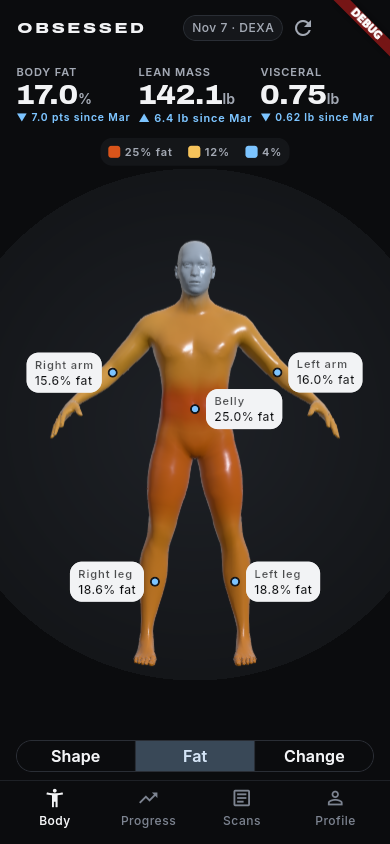 OBSESSED
Nov 7 · DEXA
DEBUG
BODY FAT
17.0%
▼ 7.0 pts since Mar
LEAN MASS
142.1lb
▲ 6.4 lb since Mar
VISCERAL
0.75lb
▼ 0.62 lb since Mar
25% fat
12%
4%
Right arm
15.6% fat
Left arm
16.0% fat
Belly
25.0% fat
Right leg
18.6% fat
Left leg
18.8% fat
Shape
Fat
Change
Body
Progress
Scans
Profile